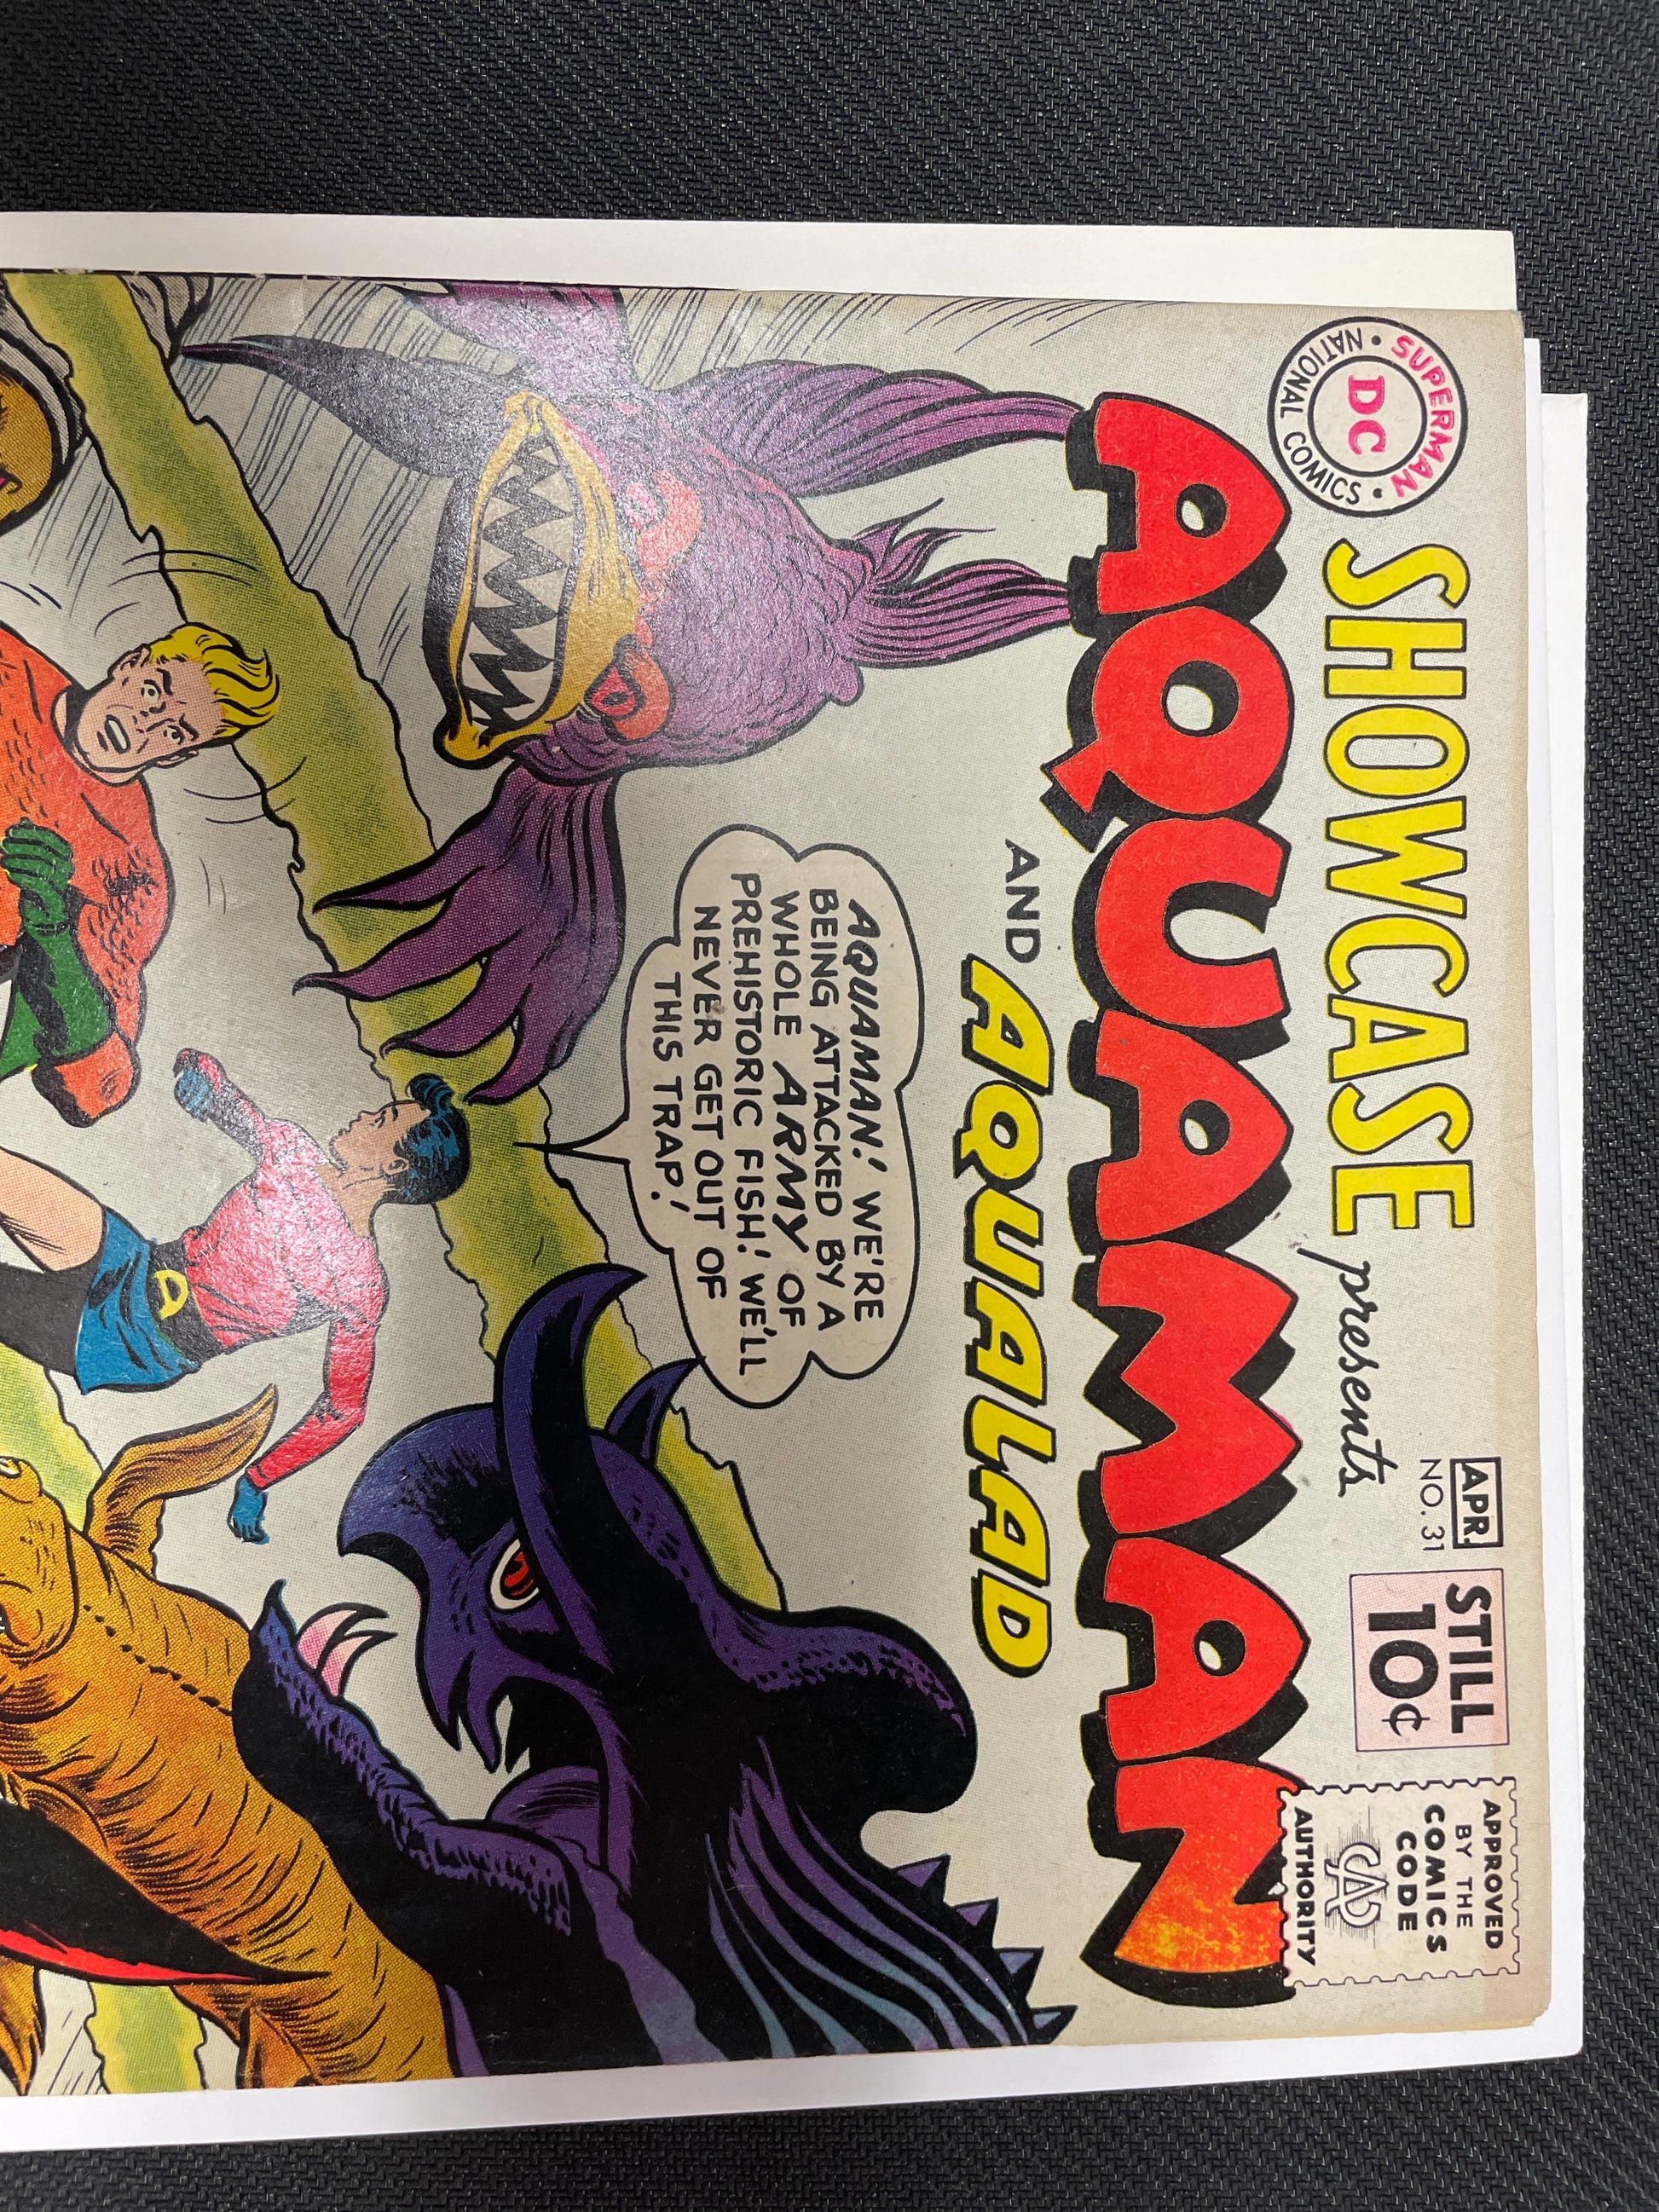 SUPERMAN
DC
NATIONAL COMICS
SHOWCASE presents
APR.
NO. 31
STILL
10¢
APPROVED
BY THE
COMICS
CODE
CA
AUTHORITY
AQUAMAN
AND AQUALAD
AQUAMAN! WE'RE
BEING ATTACKED BY A
WHOLE ARMY OF
PREHISTORIC FISH! WE'LL
NEVER GET OUT OF
THIS TRAP!
A